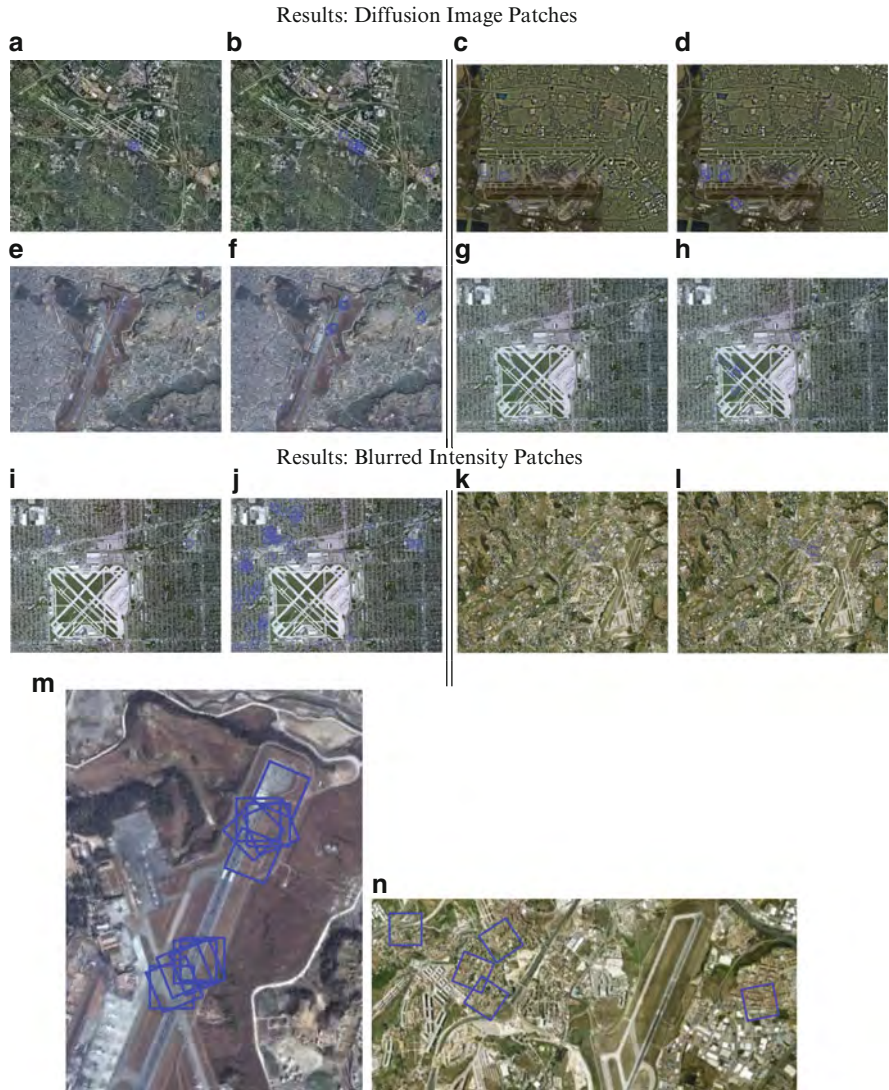 Results: Diffusion Image Patches
a
b
c
d
e
f
g
h
Results: Blurred Intensity Patches
i
j
k
l
m
n